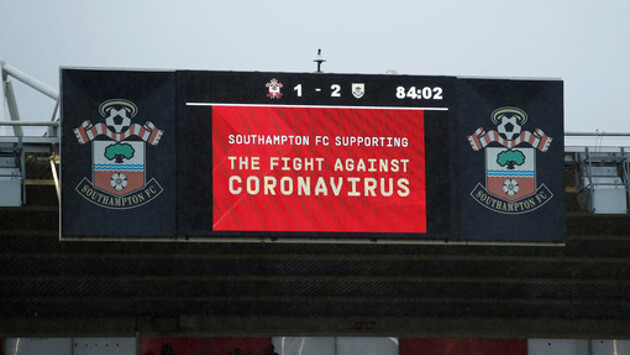 1 - 2 84:02
SOUTHAMPTON FC SUPPORTING
THE FIGHT AGAINST
CORONAVIRUS
SOUTHAMPTON FC
SOUTHAMPTON FC